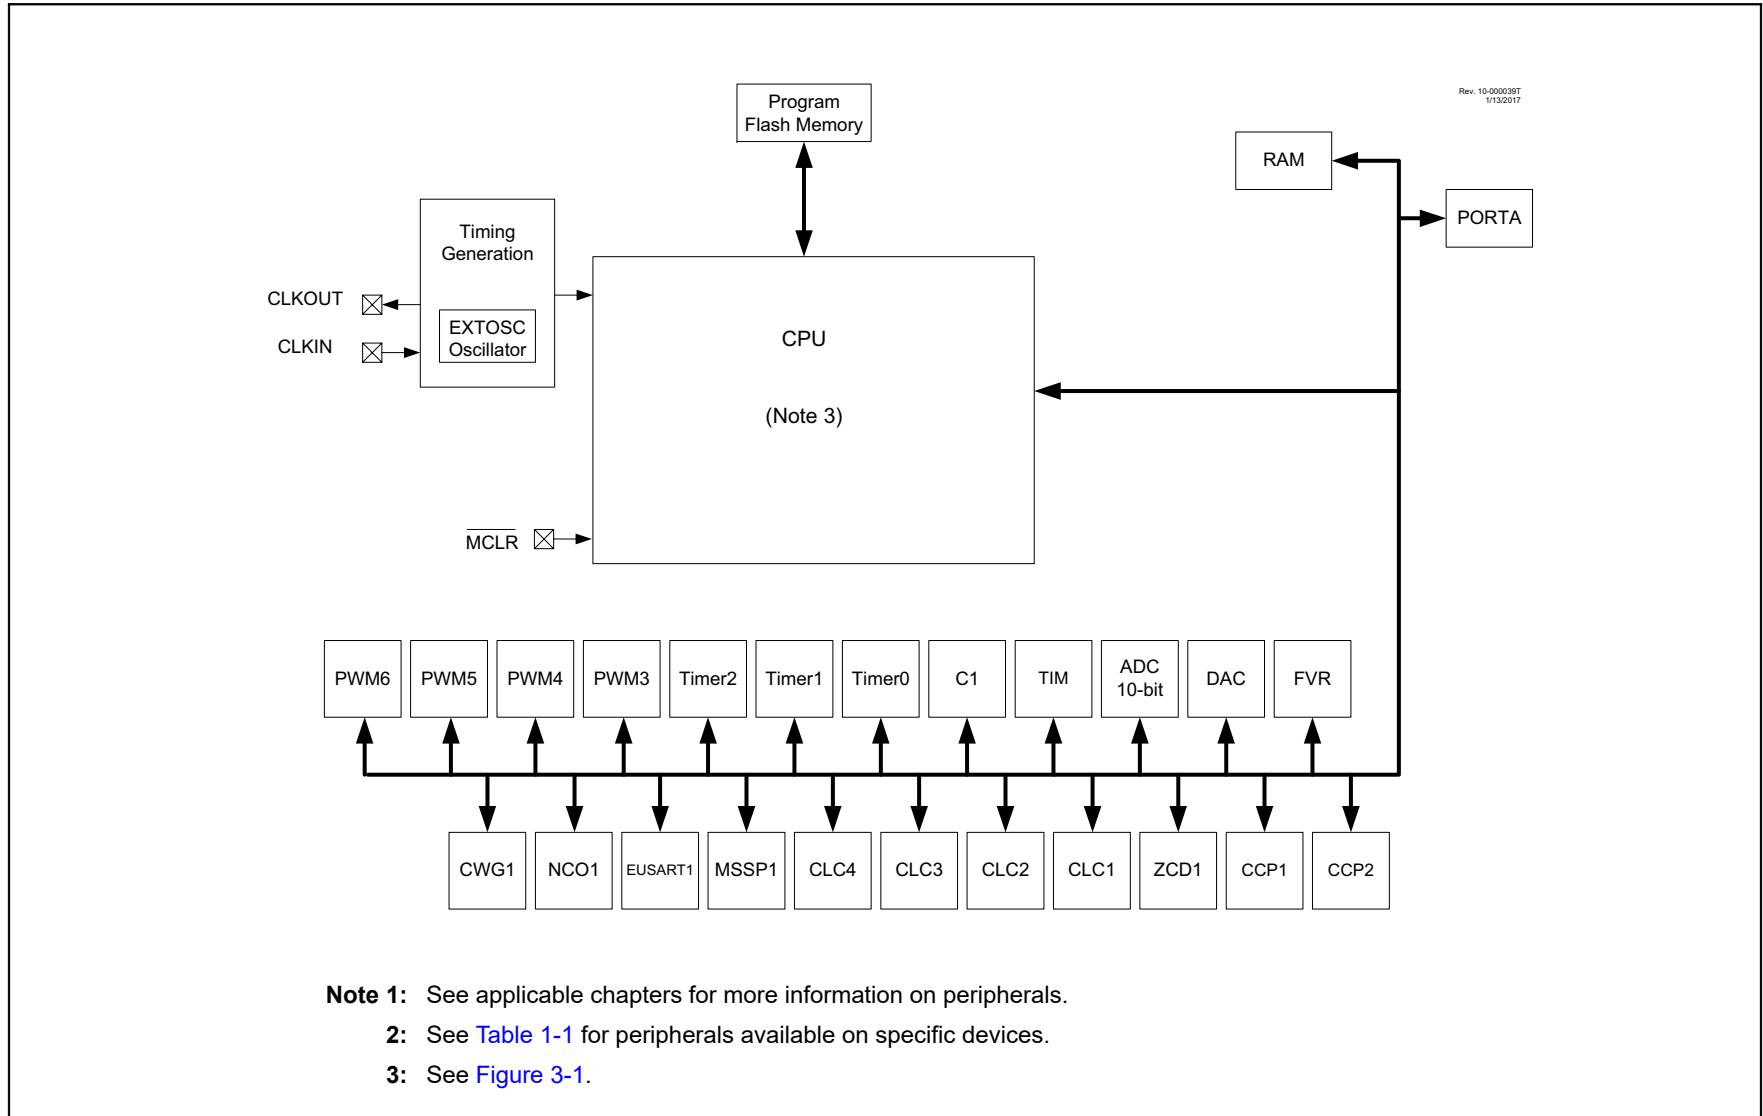 Rev. 10-000039T
1/13/2017
Program
Flash Memory
RAM
PORTA
Timing
Generation
CLKOUT
EXTOSC
Oscillator
CLKIN
CPU
(Note 3)
MCLR
PWM6 PWM5 PWM4 PWM3 Timer2 Timer1 Timer0 C1 TIM ADC 10-bit DAC FVR
CWG1 NCO1 EUSART1 MSSP1 CLC4 CLC3 CLC2 CLC1 ZCD1 CCP1 CCP2
Note 1: See applicable chapters for more information on peripherals.
2: See Table 1-1 for peripherals available on specific devices.
3: See Figure 3-1.